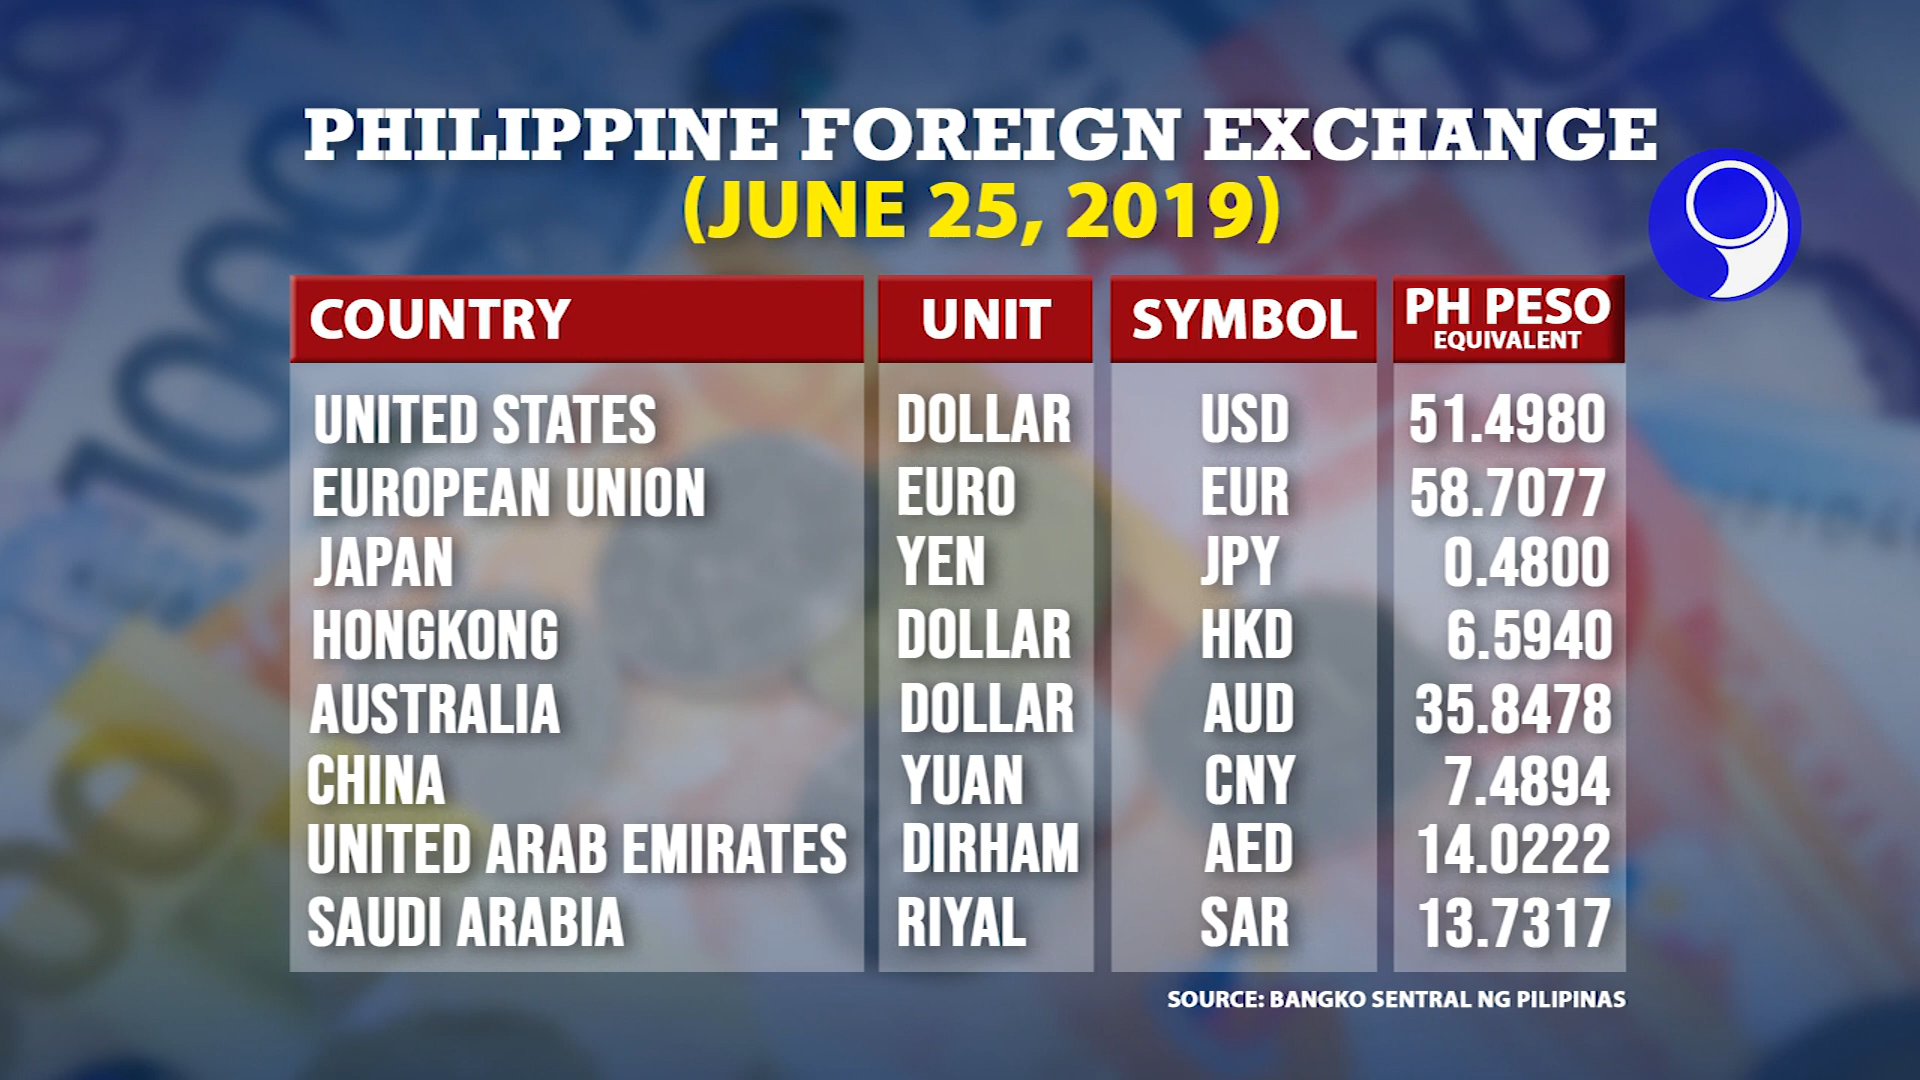 PHILIPPINE FOREIGN EXCHANGE
(JUNE 25, 2019)
COUNTRY UNIT SYMBOL PH PESO EQUIVALENT
UNITED STATES DOLLAR USD 51.4980
EUROPEAN UNION EURO EUR 58.7077
JAPAN YEN JPY 0.4800
HONGKONG DOLLAR HKD 6.5940
AUSTRALIA DOLLAR AUD 35.8478
CHINA YUAN CNY 7.4894
UNITED ARAB EMIRATES DIRHAM AED 14.0222
SAUDI ARABIA RIYAL SAR 13.7317
SOURCE: BANGKO SENTRAL NG PILIPINAS